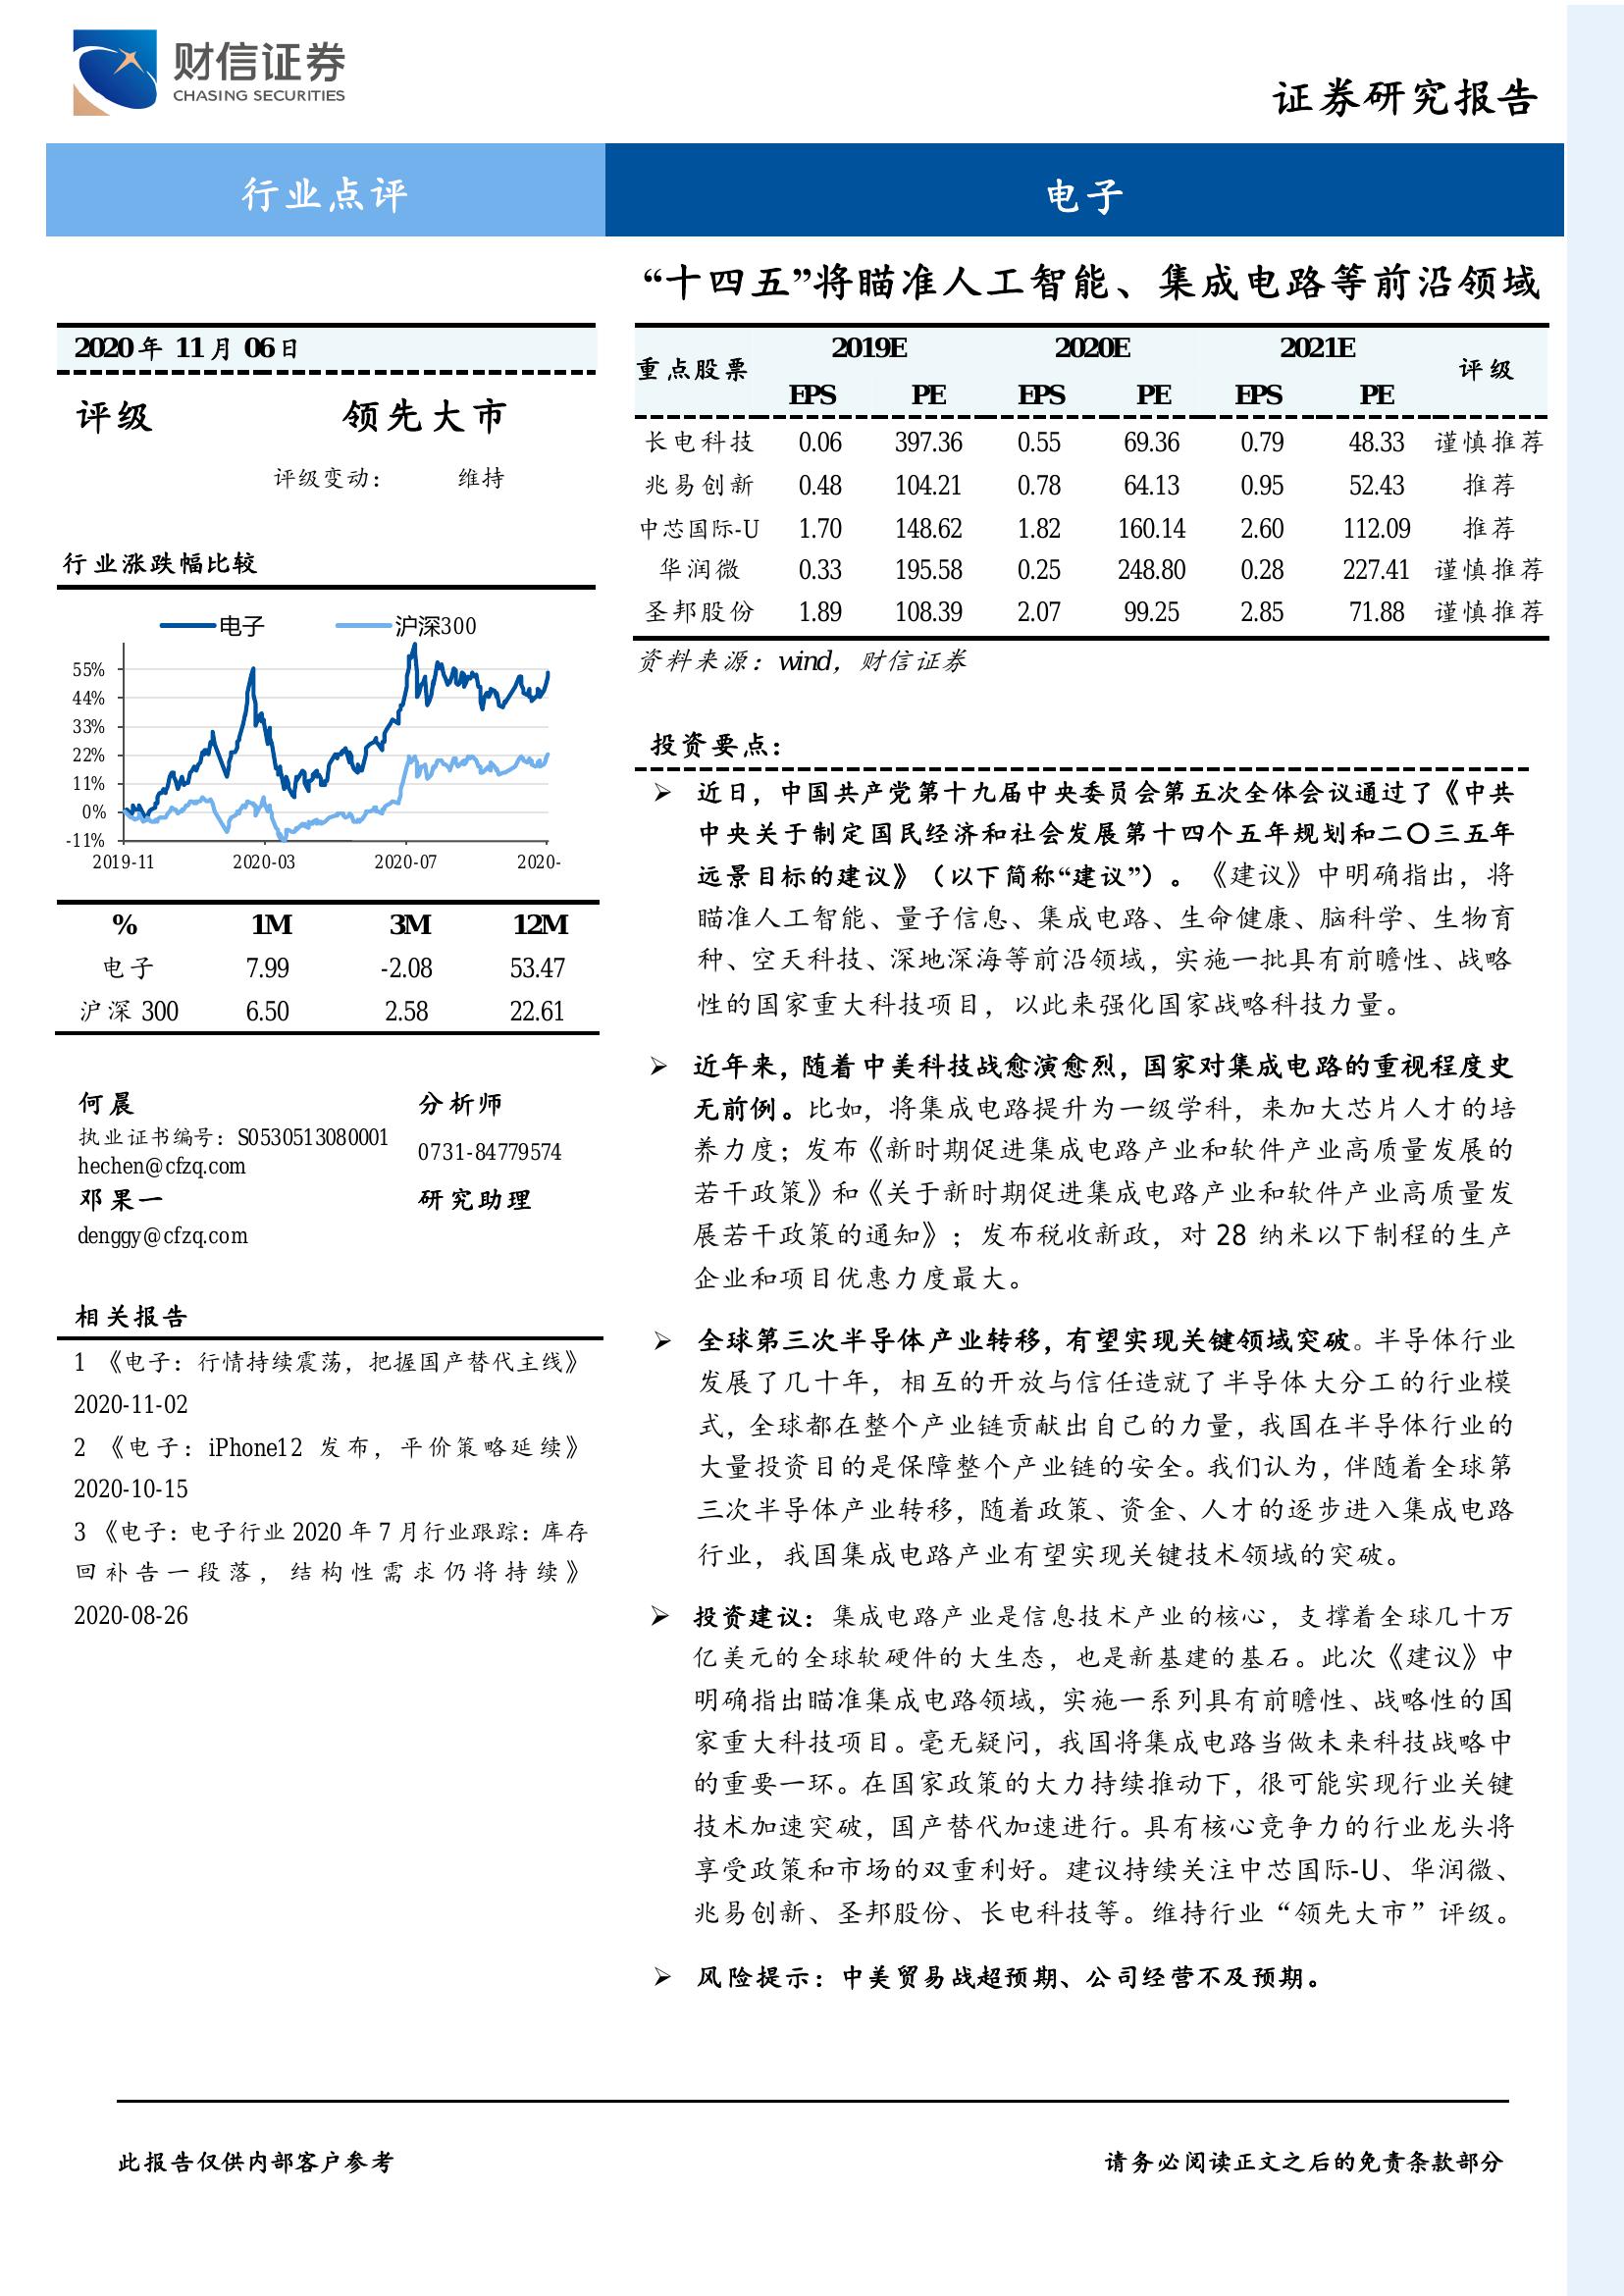 财信证券
CHASING SECURITIES
证券研究报告
行业点评
电子
“十四五”将瞄准人工智能、集成电路等前沿领域
2020年 11月 06日
评级 领先大市
评级变动: 维持
行业涨跌幅比较
电子 沪深300
55%
44%
33%
22%
11%
0%
-11%
2019-11 2020-03 2020-07 2020-
% 1M 3M 12M
电子 7.99 -2.08 53.47
沪深 300 6.50 2.58 22.61
何晨 分析师
执业证书编号: S0530513080001
hechen@cfzq.com 0731-84779574
邓果一 研究助理
denggy@cfzq.com
相关报告
1 《电子:行情持续震荡,把握国产替代主线》
2020-11-02
2 《电子:iPhone12 发布,平价策略延续》
2020-10-15
3 《电子:电子行业 2020 年 7 月行业跟踪:库存
回补告一段落,结构性需求仍将持续》
2020-08-26
重点股票 2019E 2020E 2021E 评级
EPS PE EPS PE EPS PE
长电科技 0.06 397.36 0.55 69.36 0.79 48.33 谨慎推荐
兆易创新 0.48 104.21 0.78 64.13 0.95 52.43 推荐
中芯国际-U 1.70 148.62 1.82 160.14 2.60 112.09 推荐
华润微 0.33 195.58 0.25 248.80 0.28 227.41 谨慎推荐
圣邦股份 1.89 108.39 2.07 99.25 2.85 71.88 谨慎推荐
资料来源:wind,财信证券
投资要点:
➢ 近日,中国共产党第十九届中央委员会第五次全体会议通过了《中共
中央关于制定国民经济和社会发展第十四个五年规划和二〇三五年
远景目标的建议》(以下简称“建议”)。《建议》中明确指出,将
瞄准人工智能、量子信息、集成电路、生命健康、脑科学、生物育
种、空天科技、深地深海等前沿领域,实施一批具有前瞻性、战略
性的国家重大科技项目,以此来强化国家战略科技力量。
➢ 近年来,随着中美科技战愈演愈烈,国家对集成电路的重视程度史
无前例。比如,将集成电路提升为一级学科,来加大芯片人才的培
养力度;发布《新时期促进集成电路产业和软件产业高质量发展的
若干政策》和《关于新时期促进集成电路产业和软件产业高质量发
展若干政策的通知》;发布税收新政,对 28 纳米以下制程的生产
企业和项目优惠力度最大。
➢ 全球第三次半导体产业转移,有望实现关键领域突破。半导体行业
发展了几十年,相互的开放与信任造就了半导体大分工的行业模
式,全球都在整个产业链贡献出自己的力量,我国在半导体行业的
大量投资目的是保障整个产业链的安全。我们认为,伴随着全球第
三次半导体产业转移,随着政策、资金、人才的逐步进入集成电路
行业,我国集成电路产业有望实现关键技术领域的突破。
➢ 投资建议:集成电路产业是信息技术产业的核心,支撑着全球几十万
亿美元的全球软硬件的大生态,也是新基建的基石。此次《建议》中
明确指出瞄准集成电路领域,实施一系列具有前瞻性、战略性的国
家重大科技项目。毫无疑问,我国将集成电路当做未来科技战略中
的重要一环。在国家政策的大力持续推动下,很可能实现行业关键
技术加速突破,国产替代加速进行。具有核心竞争力的行业龙头将
享受政策和市场的双重利好。建议持续关注中芯国际-U、华润微、
兆易创新、圣邦股份、长电科技等。维持行业“领先大市”评级。
➢ 风险提示:中美贸易战超预期、公司经营不及预期。
此报告仅供内部客户参考 请务必阅读正文之后的免责条款部分